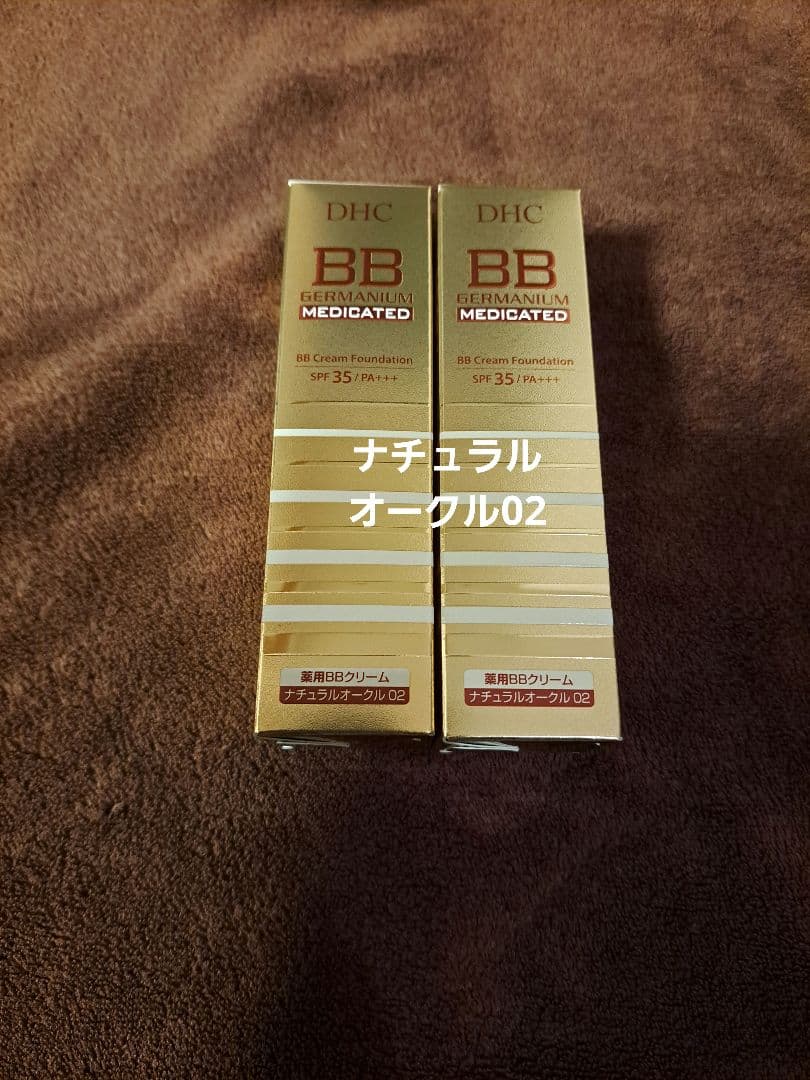 DHC
BB
GERMANIUM
MEDICATED
BB Cream Foundation
SPF 35 / PA+++
薬用BBクリーム
ナチュラルオークル 02
DHC
BB
GERMANIUM
MEDICATED
BB Cream Foundation
SPF 35 / PA+++
薬用BBクリーム
ナチュラルオークル 02
ナチュラル
オークル02